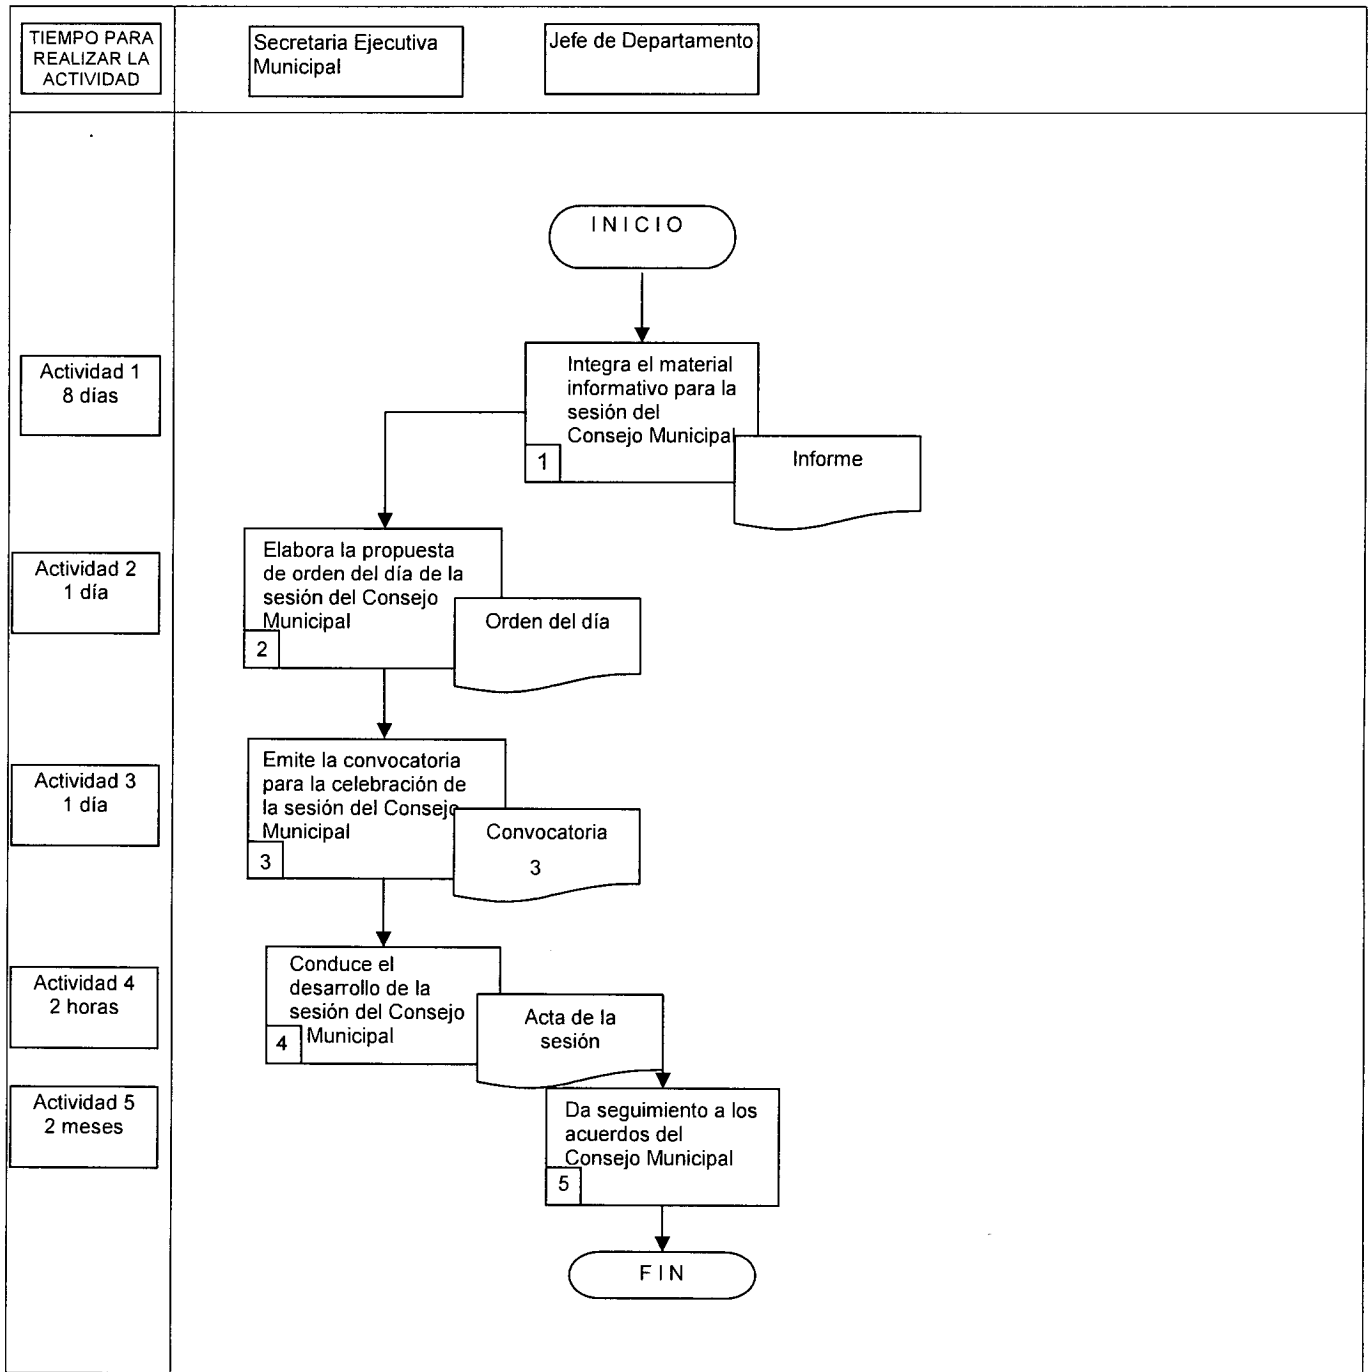 TIEMPO PARA
REALIZAR LA
ACTIVIDAD
Secretaria Ejecutiva
Municipal
Jefe de Departamento
INICIO
Actividad 1
8 días
Integra el material
informativo para la
sesión del
Consejo Municipal
1
Informe
Actividad 2
1 día
Elabora la propuesta
de orden del día de la
sesión del Consejo
Municipal
2
Orden del día
Actividad 3
1 día
Emite la convocatoria
para la celebración de
la sesión del Consejo
Municipal
3
Convocatoria
3
Actividad 4
2 horas
Conduce el
desarrollo de la
sesión del Consejo
Municipal
4
Acta de la
sesión
Actividad 5
2 meses
Da seguimiento a los
acuerdos del
Consejo Municipal
5
FIN